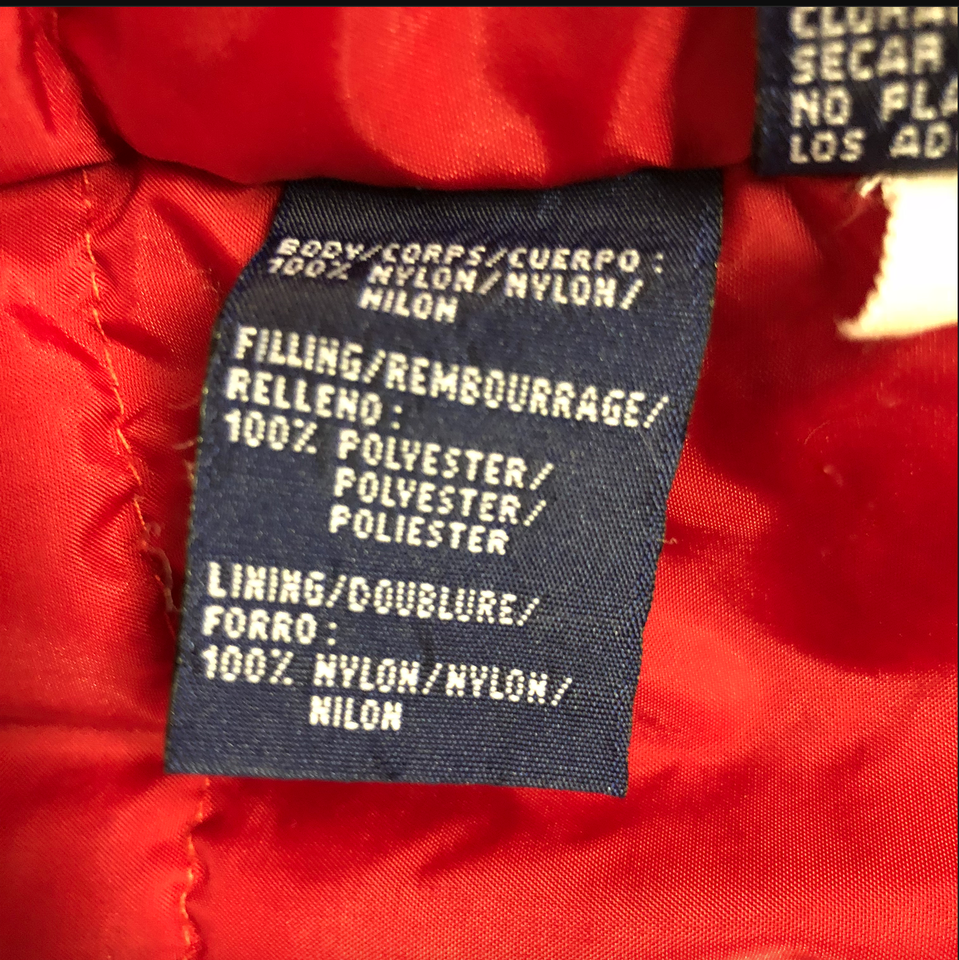 SECAR
NO
LOS
BODY/CORPS/CUERPO:
100% NYLON/NYLON/
NILON
FILLING/REMBOURRAGE/
RELLENO:
100% POLYESTER/
POLYESTER/
POLIESTER
LINING/DOUBLURE/
FORRO:
100% NYLON/NYLON/
NILON